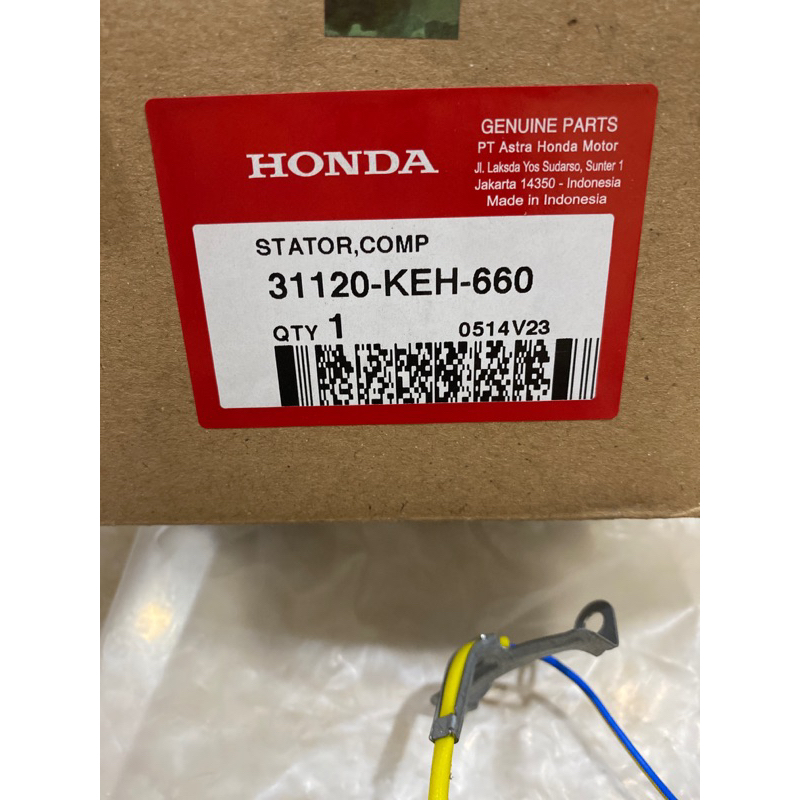 HONDA
GENUINE PARTS
PT Astra Honda Motor
Jl. Laksda Yos Sudarso, Sunter 1
Jakarta 14350 - Indonesia
Made in Indonesia
STATOR,COMP
31120-KEH-660
QTY 1 0514V23